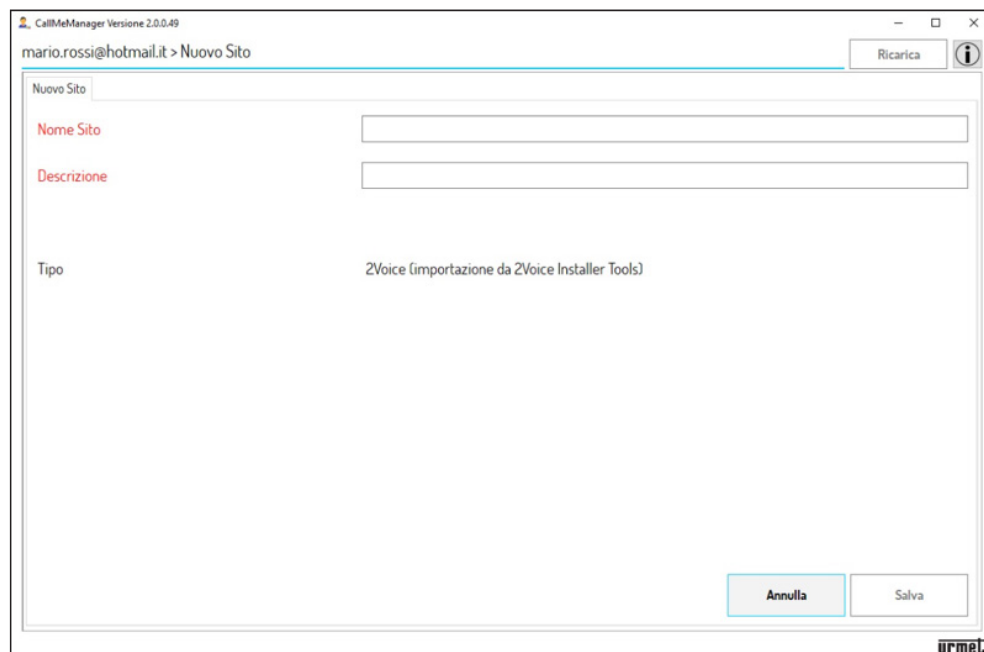 CallMeManager Versione 2.0.0.49
mario.rossi@hotmail.it > Nuovo Sito
Ricarica
Nuovo Sito
Nome Sito
Descrizione
Tipo 2Voice (importazione da 2Voice Installer Tools)
Annulla Salva
urmet